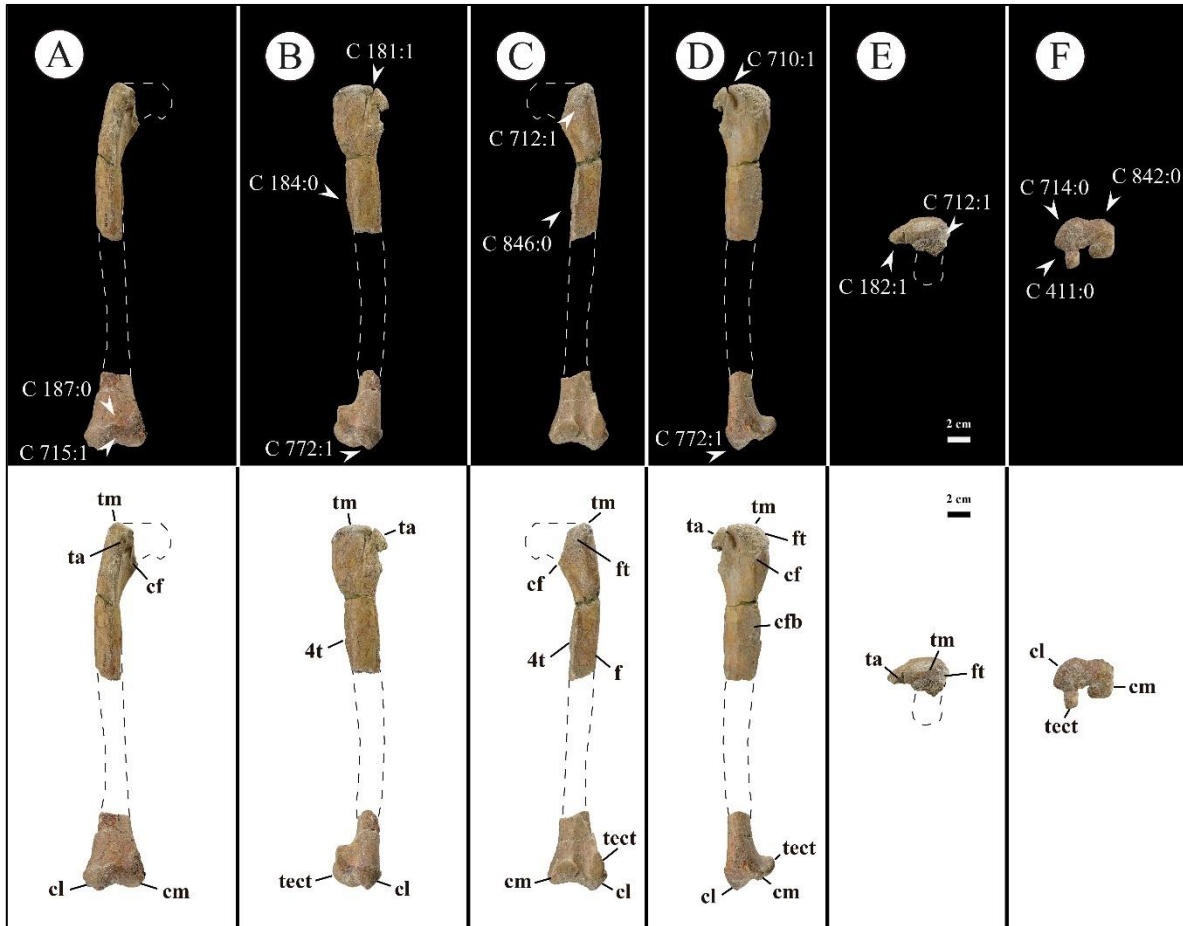 A
B
C
D
E
F
C 181:1
C 710:1
C 712:1
C 184:0
C 846:0
C 714:0
C 842:0
C 712:1
C 182:1
C 411:0
C 187:0
C 715:1
C 772:1
C 772:1
2 cm
2 cm
tm
ta
cf
cl
cm
tm
ta
4t
tect
cl
tm
ft
cf
4t
f
tect
cm
cl
tm
ta
ft
cf
cfb
tect
cl
cm
tm
ta
ft
cl
cm
tect